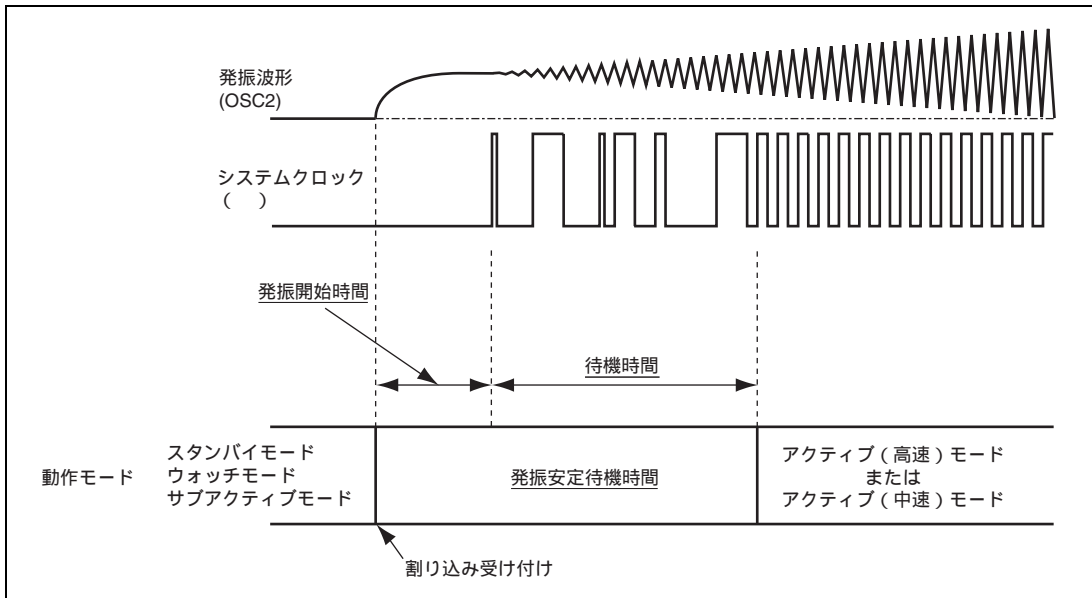 発振波形
(OSC2)
システムクロック
(　)
発振開始時間
待機時間
動作モード
スタンバイモード
ウォッチモード
サブアクティブモード
発振安定待機時間
アクティブ(高速)モード
または
アクティブ(中速)モード
割り込み受け付け